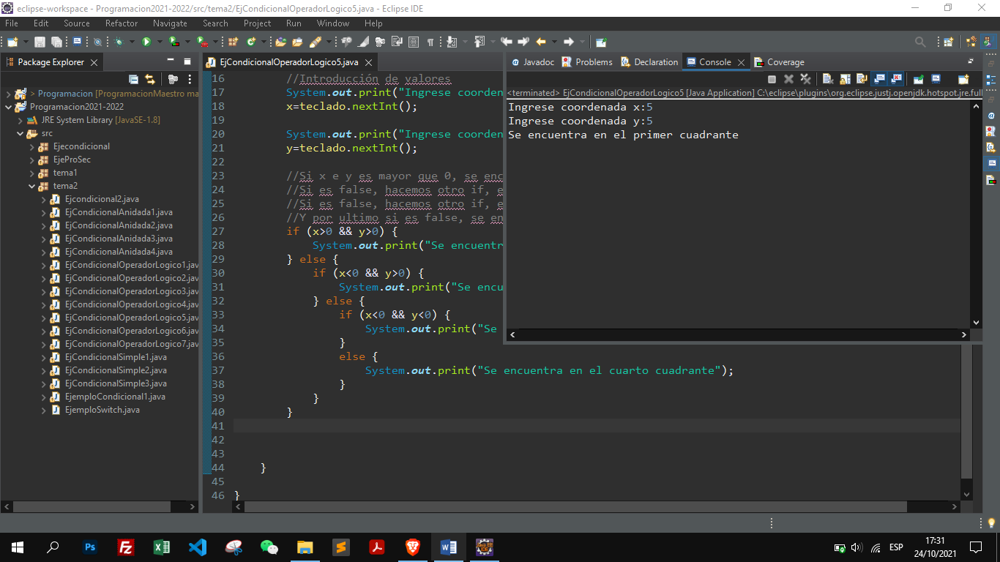 eclipse-workspace - Programacion2021-2022/src/tema2/EjCondicionalOperadorLogico5.java - Eclipse IDE
File Edit Source Refactor Navigate Search Project Run Window Help
Package Explorer
> Programacion [ProgramacionMaestro ma
Programacion2021-2022
JRE System Library [JavaSE-1.8]
src
Ejecondicional
EjeProSec
tema1
tema2
Ejcondicional2.java
EjCondicionalAnidada1.java
EjCondicionalAnidada2.java
EjCondicionalAnidada3.java
EjCondicionalAnidada4.java
EjCondicionalOperadorLogico1.jav
EjCondicionalOperadorLogico2.jav
EjCondicionalOperadorLogico3.jav
EjCondicionalOperadorLogico4.jav
EjCondicionalOperadorLogico5.jav
EjCondicionalOperadorLogico6.jav
EjCondicionalOperadorLogico7.jav
EjCondicionalSimple1.java
EjCondicionalSimple2.java
EjCondicionalSimple3.java
EjemploCondicional1.java
EjemploSwitch.java
EjCondicionalOperadorLogico5.java
16 //Introducción de valores
17 System.out.print("Ingrese coorden
18 x=teclado.nextInt();
19
20 System.out.print("Ingrese coorden
21 y=teclado.nextInt();
22
23 //Si x e y es mayor que 0, se enc
24 //Si es false, hacemos otro if, e
25 //Si es false, hacemos otro if,
26 //Y por ultimo si es false, se en
27 if (x>0 && y>0) {
28 System.out.print("Se encuentr
29 } else {
30 if (x<0 && y>0) {
31 System.out.print("Se encu
32 } else {
33 if (x<0 && y<0) {
34 System.out.print("Se
35 }
36 else {
37 System.out.print("Se encuentra en el cuarto cuadrante");
38 }
39 }
40 }
41
42
43
44 }
45
46 }
Javadoc Problems Declaration Console Coverage
<terminated> EjCondicionalOperadorLogico5 [Java Application] C:\eclipse\plugins\org.eclipse.justj.openjdk.hotspot.jre.full
Ingrese coordenada x:5
Ingrese coordenada y:5
Se encuentra en el primer cuadrante
ESP
17:31
24/10/2021